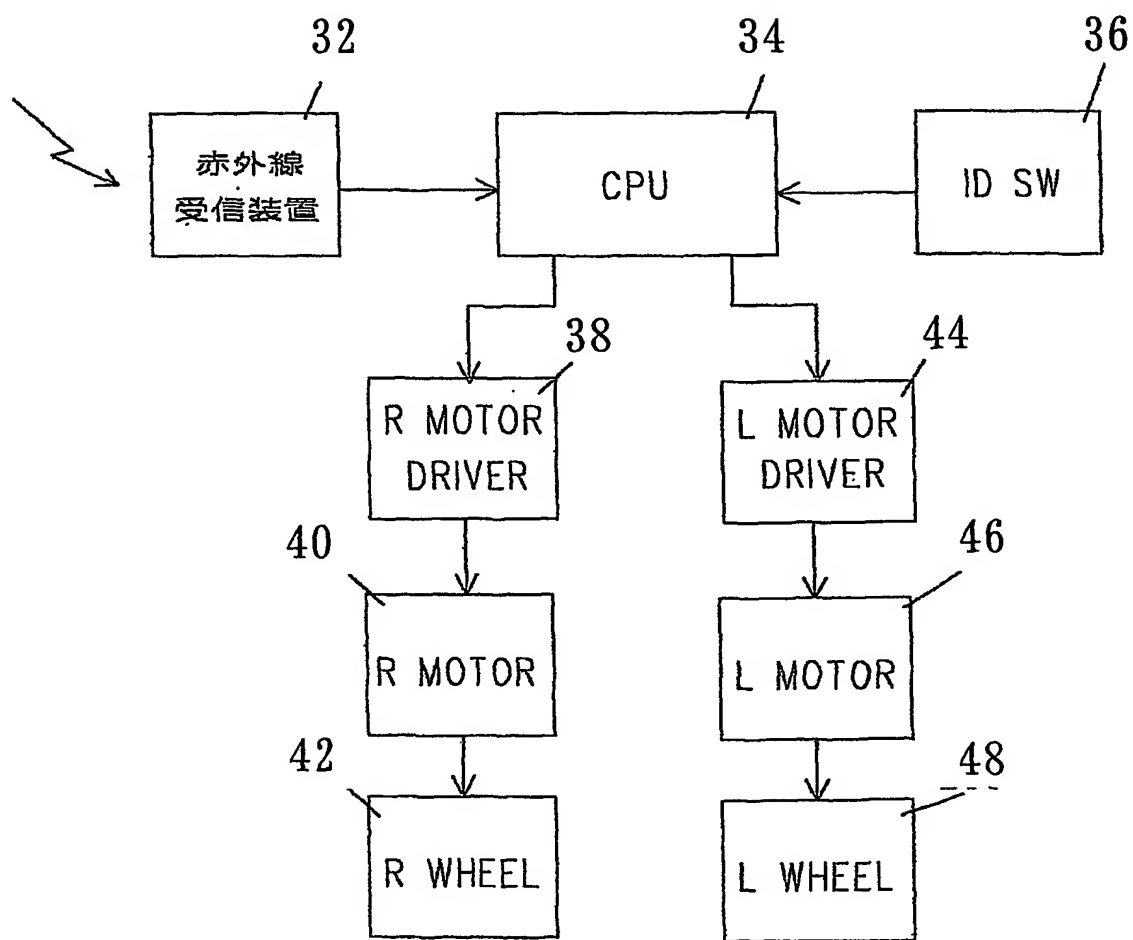 32
34
36
赤外線
受信装置
CPU
ID SW
38
44
R MOTOR
DRIVER
L MOTOR
DRIVER
40
46
R MOTOR
L MOTOR
42
48
R WHEEL
L WHEEL